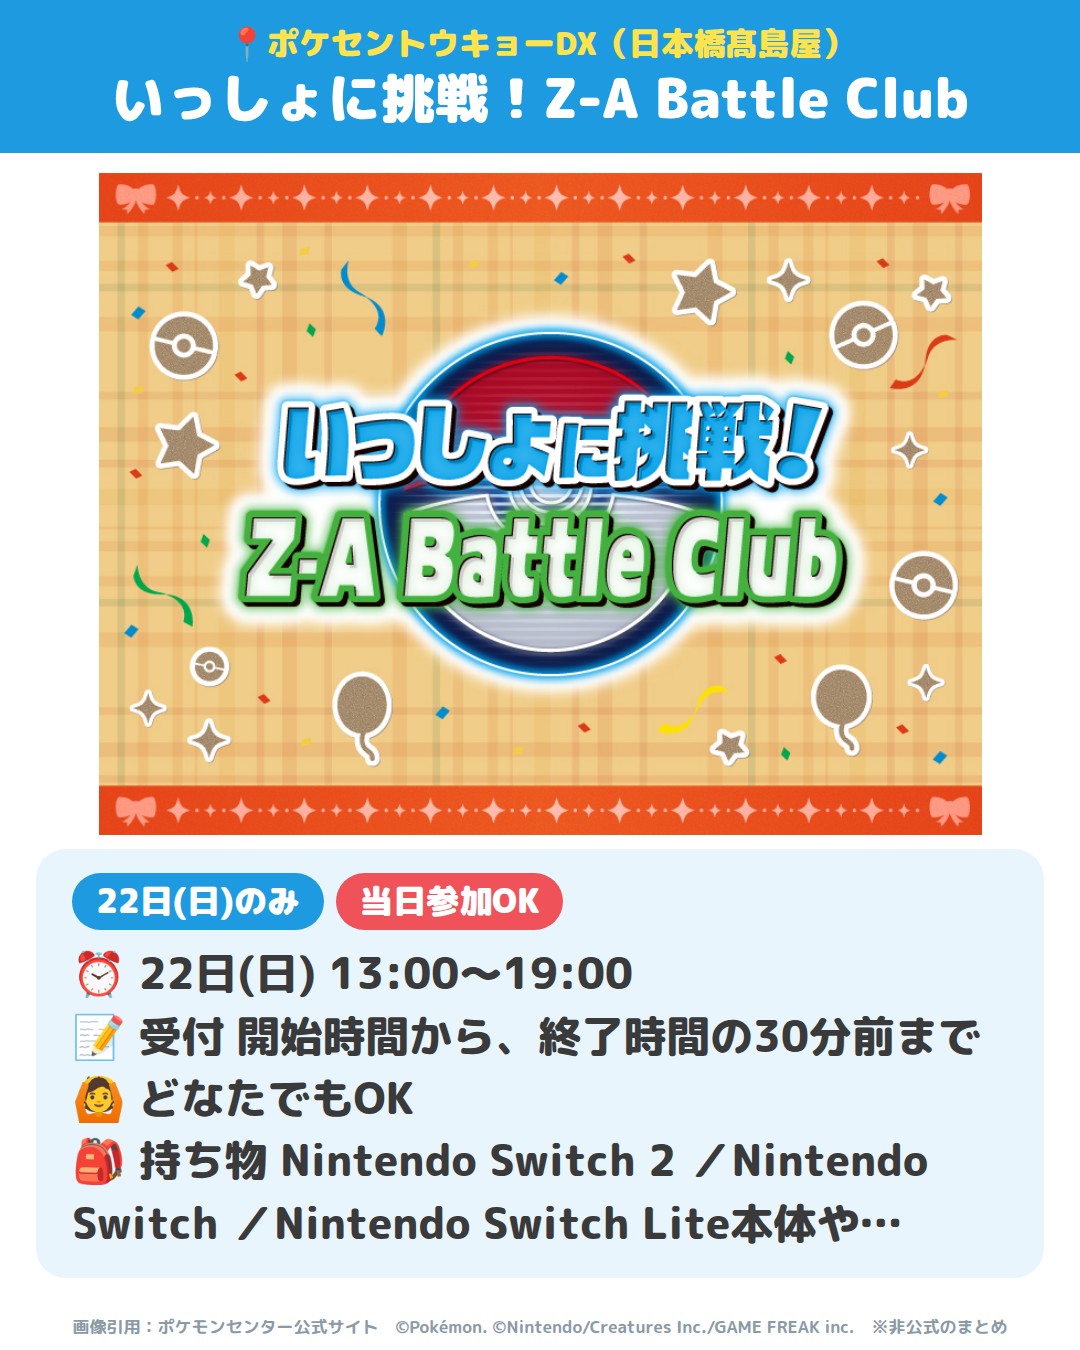 📍ポケセントウキョーDX（日本橋髙島屋）
いっしょに挑戦！Z-A Battle Club
いっしょに挑戦！
Z-A Battle Club
22日(日)のみ 当日参加OK
⏰ 22日(日) 13:00〜19:00
📝 受付 開始時間から、終了時間の30分前まで
🙆 どなたでもOK
🎒 持ち物 Nintendo Switch 2 ／Nintendo
Switch ／Nintendo Switch Lite本体や…
画像引用：ポケモンセンター公式サイト ©Pokémon. ©Nintendo/Creatures Inc./GAME FREAK inc. ※非公式のまとめ